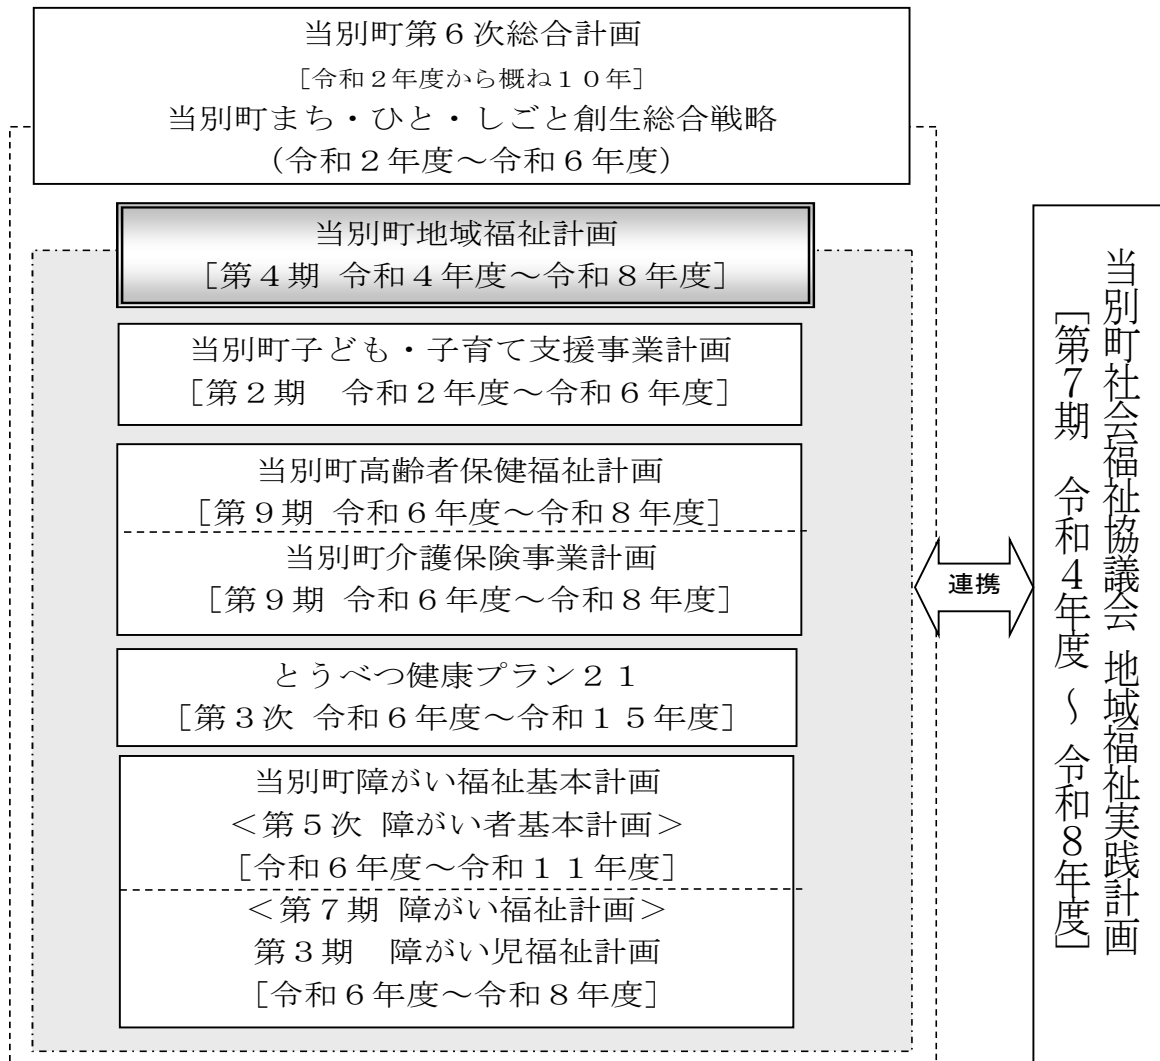 当別町第６次総合計画
［令和２年度から概ね１０年］
当別町まち・ひと・しごと創生総合戦略
（令和２年度～令和６年度）
当別町地域福祉計画
［第４期 令和４年度～令和８年度］
当別町子ども・子育て支援事業計画
［第２期　令和２年度～令和６年度］
当別町高齢者保健福祉計画
［第９期 令和６年度～令和８年度］
当別町介護保険事業計画
［第９期 令和６年度～令和８年度］
とうべつ健康プラン２１
［第３次 令和６年度～令和１５年度］
当別町障がい福祉基本計画
＜第５次 障がい者基本計画＞
［令和６年度～令和１１年度］
＜第７期 障がい福祉計画＞
第３期　障がい児福祉計画
［令和６年度～令和８年度］
連携
当別町社会福祉協議会 地域福祉実践計画
［第７期　令和４年度 ～ 令和８年度］